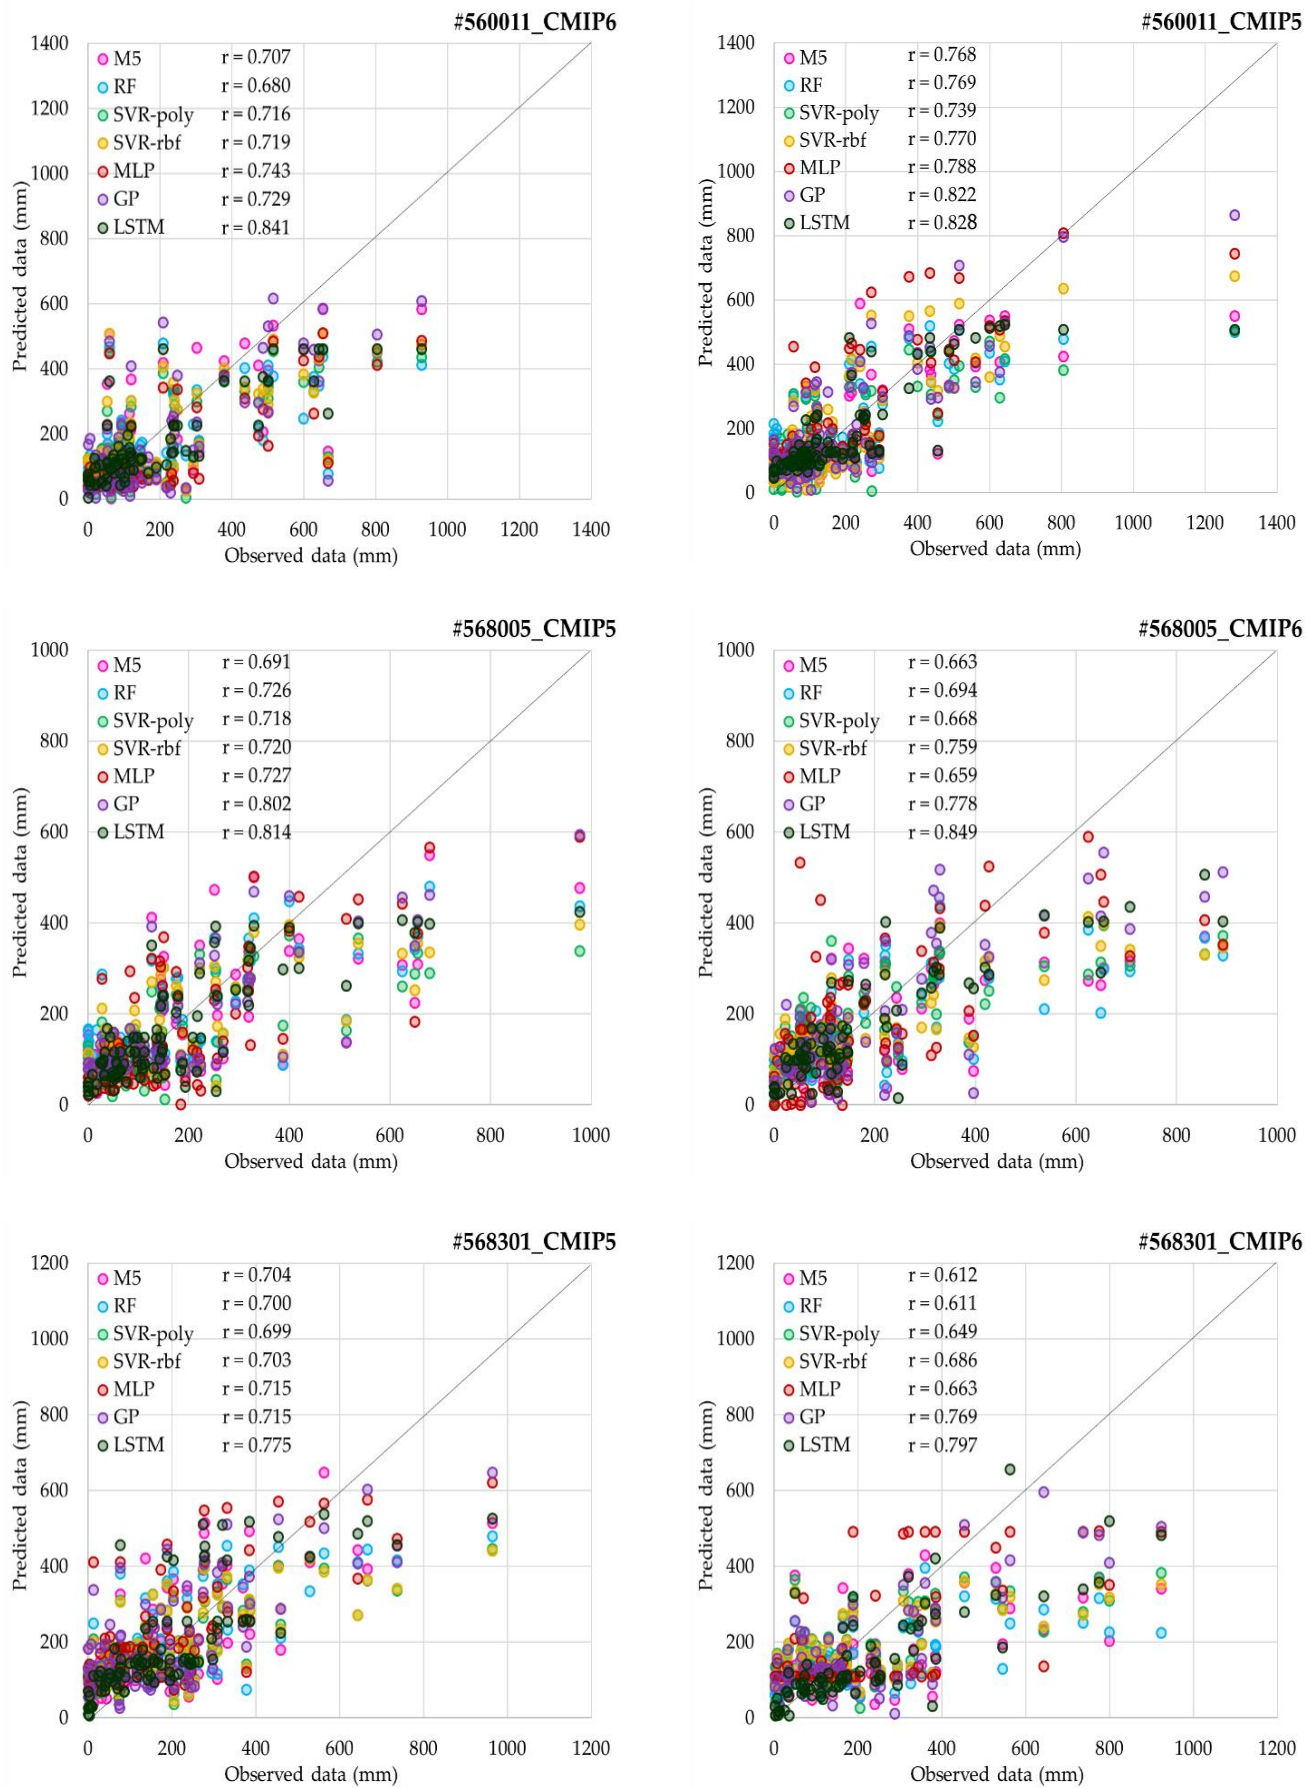 #560011_CMIP6
1400
1200
1000
800
600
400
200
0
Predicted data (mm)
M5 r = 0.707
RF r = 0.680
SVR-poly r = 0.716
SVR-rbf r = 0.719
MLP r = 0.743
GP r = 0.729
LSTM r = 0.841
0 200 400 600 800 1000 1200 1400
Observed data (mm)
#560011_CMIP5
1400
1200
1000
800
600
400
200
0
Predicted data (mm)
M5 r = 0.768
RF r = 0.769
SVR-poly r = 0.739
SVR-rbf r = 0.770
MLP r = 0.788
GP r = 0.822
LSTM r = 0.828
0 200 400 600 800 1000 1200 1400
Observed data (mm)
#568005_CMIP5
1000
800
600
400
200
0
Predicted data (mm)
M5 r = 0.691
RF r = 0.726
SVR-poly r = 0.718
SVR-rbf r = 0.720
MLP r = 0.727
GP r = 0.802
LSTM r = 0.814
0 200 400 600 800 1000
Observed data (mm)
#568005_CMIP6
1000
800
600
400
200
0
Predicted data (mm)
M5 r = 0.663
RF r = 0.694
SVR-poly r = 0.668
SVR-rbf r = 0.759
MLP r = 0.659
GP r = 0.778
LSTM r = 0.849
0 200 400 600 800 1000
Observed data (mm)
#568301_CMIP5
1200
1000
800
600
400
200
0
Predicted data (mm)
M5 r = 0.704
RF r = 0.700
SVR-poly r = 0.699
SVR-rbf r = 0.703
MLP r = 0.715
GP r = 0.715
LSTM r = 0.775
0 200 400 600 800 1000 1200
Observed data (mm)
#568301_CMIP6
1200
1000
800
600
400
200
0
Predicted data (mm)
M5 r = 0.612
RF r = 0.611
SVR-poly r = 0.649
SVR-rbf r = 0.686
MLP r = 0.663
GP r = 0.769
LSTM r = 0.797
0 200 400 600 800 1000 1200
Observed data (mm)